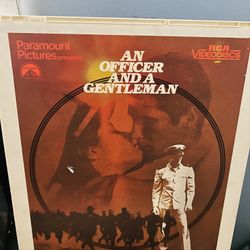 Paramount
Pictures presents
AN
OFFICER
AND A
GENTLEMAN
RCA
VIDEODISCS